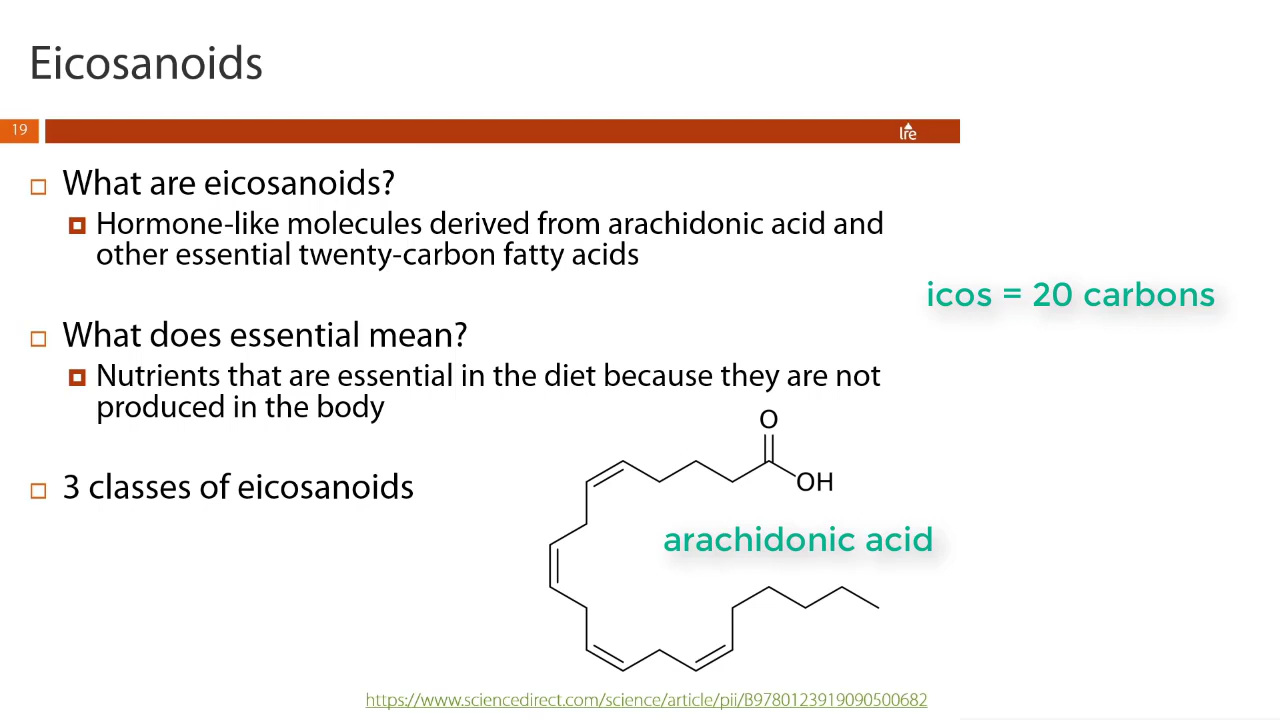 Eicosanoids
19
lre
What are eicosanoids?
Hormone-like molecules derived from arachidonic acid and
other essential twenty-carbon fatty acids
icos = 20 carbons
What does essential mean?
Nutrients that are essential in the diet because they are not
produced in the body
O
OH
3 classes of eicosanoids
arachidonic acid
https://www.sciencedirect.com/science/article/pii/B9780123919090500682